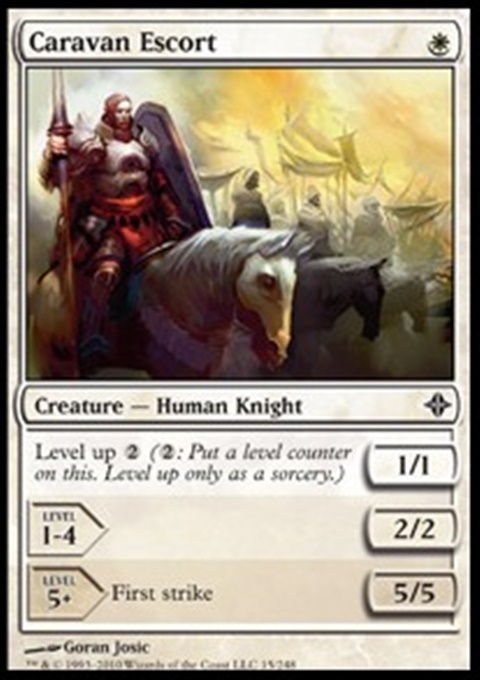 Caravan Escort
Creature — Human Knight
Level up 2 (2: Put a level counter
on this. Level up only as a sorcery.)
1/1
LEVEL
1-4
2/2
LEVEL
5+
First strike
5/5
Goran Josic
™ & © 1993-2010 Wizards of the Coast LLC 15/248